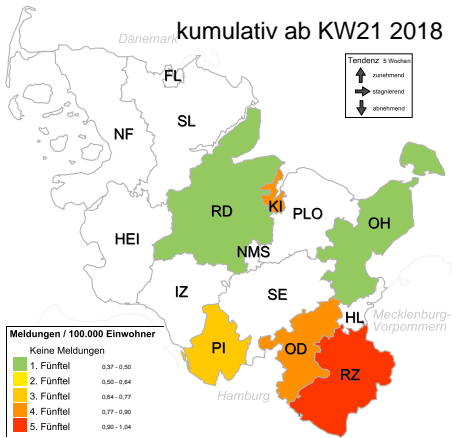 kumulativ ab KW21 2018
Dänemark
Tendenz 5 Wochen
zunehmend
stagnierend
abnehmend
FL
SL
NF
KI
RD
PLO
OH
HEI
NMS
IZ
SE
HL
Mecklenburg-
Vorpommern
PI
OD
RZ
Hamburg
Meldungen / 100.000 Einwohner
Keine Meldungen
1. Fünftel 0,37 - 0,50
2. Fünftel 0,50 - 0,64
3. Fünftel 0,64 - 0,77
4. Fünftel 0,77 - 0,90
5. Fünftel 0,90 - 1,04